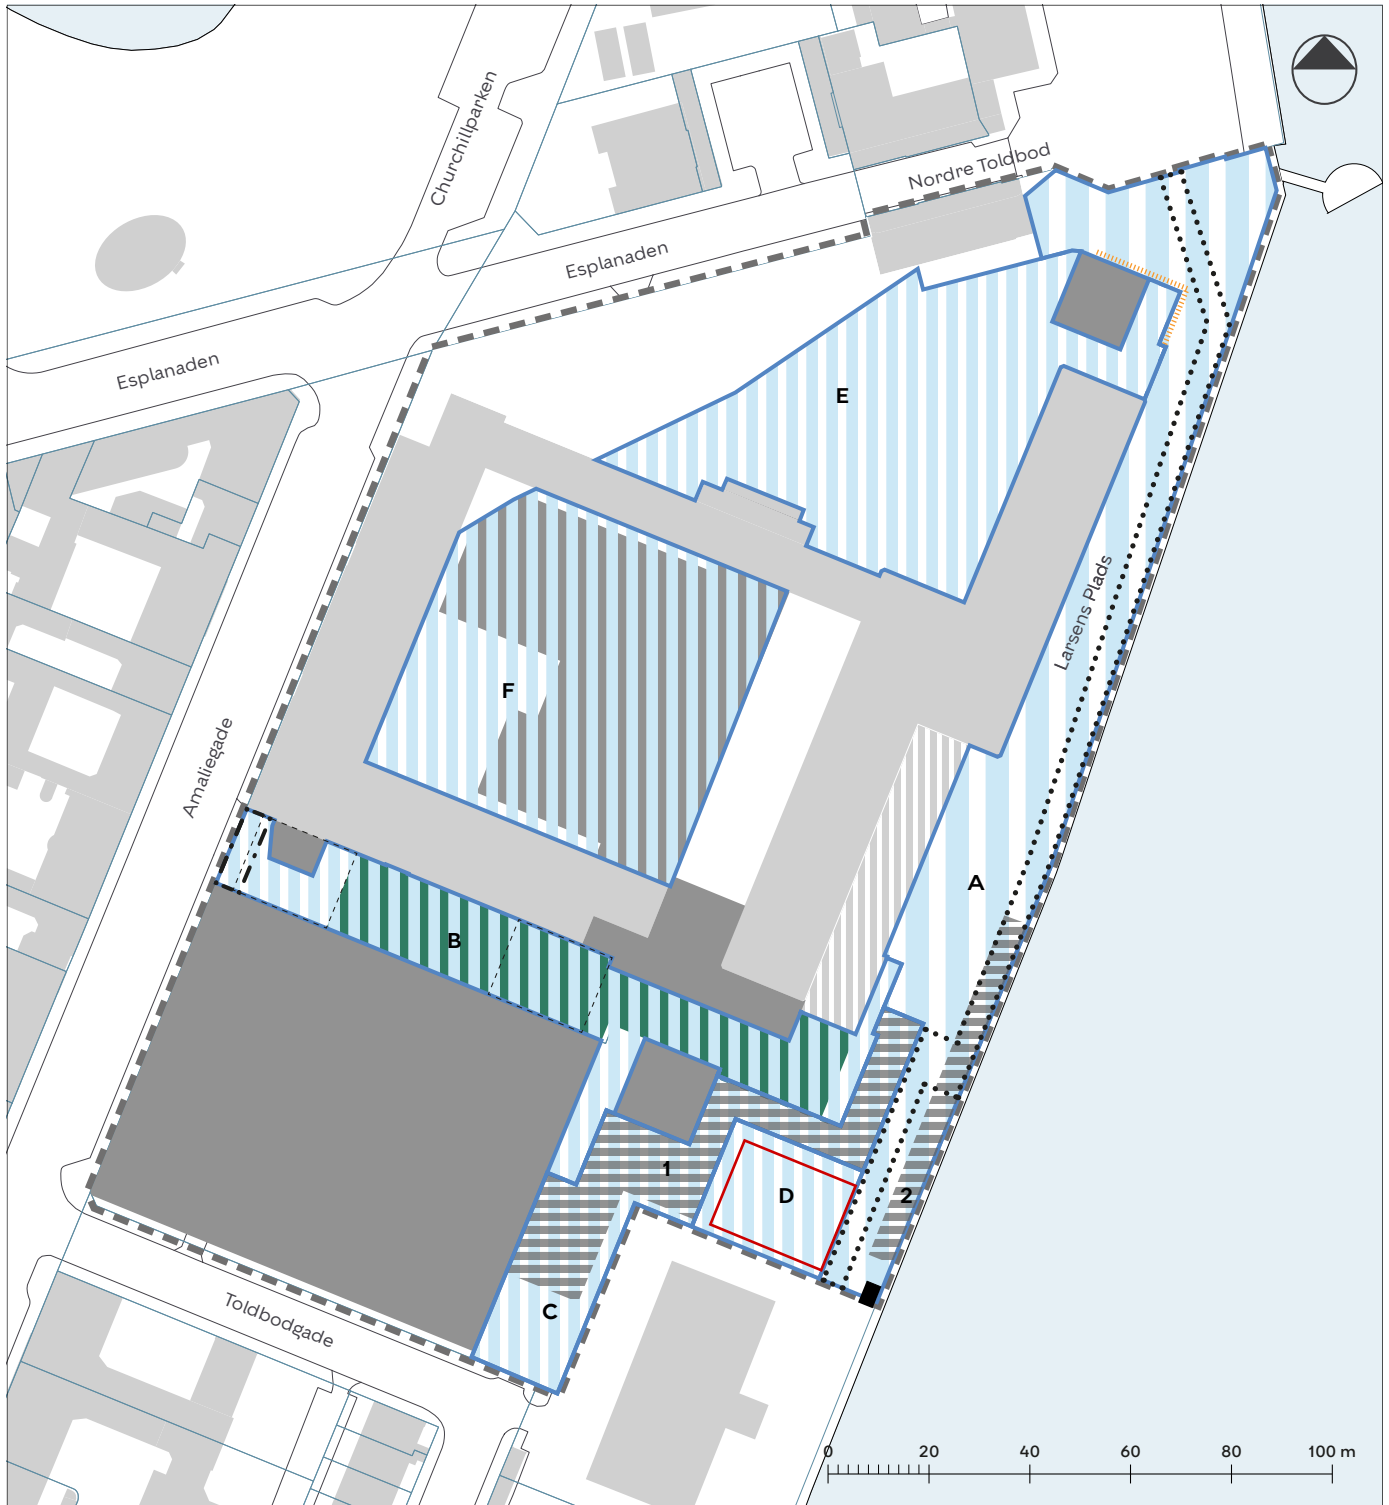 Churchillparken
Nordre Toldbod
Esplanaden
Esplanaden
E
Larsens Plads
F
Amaliegade
A
B
1
D
2
C
Toldbodgade
0 20 40 60 80 100 m